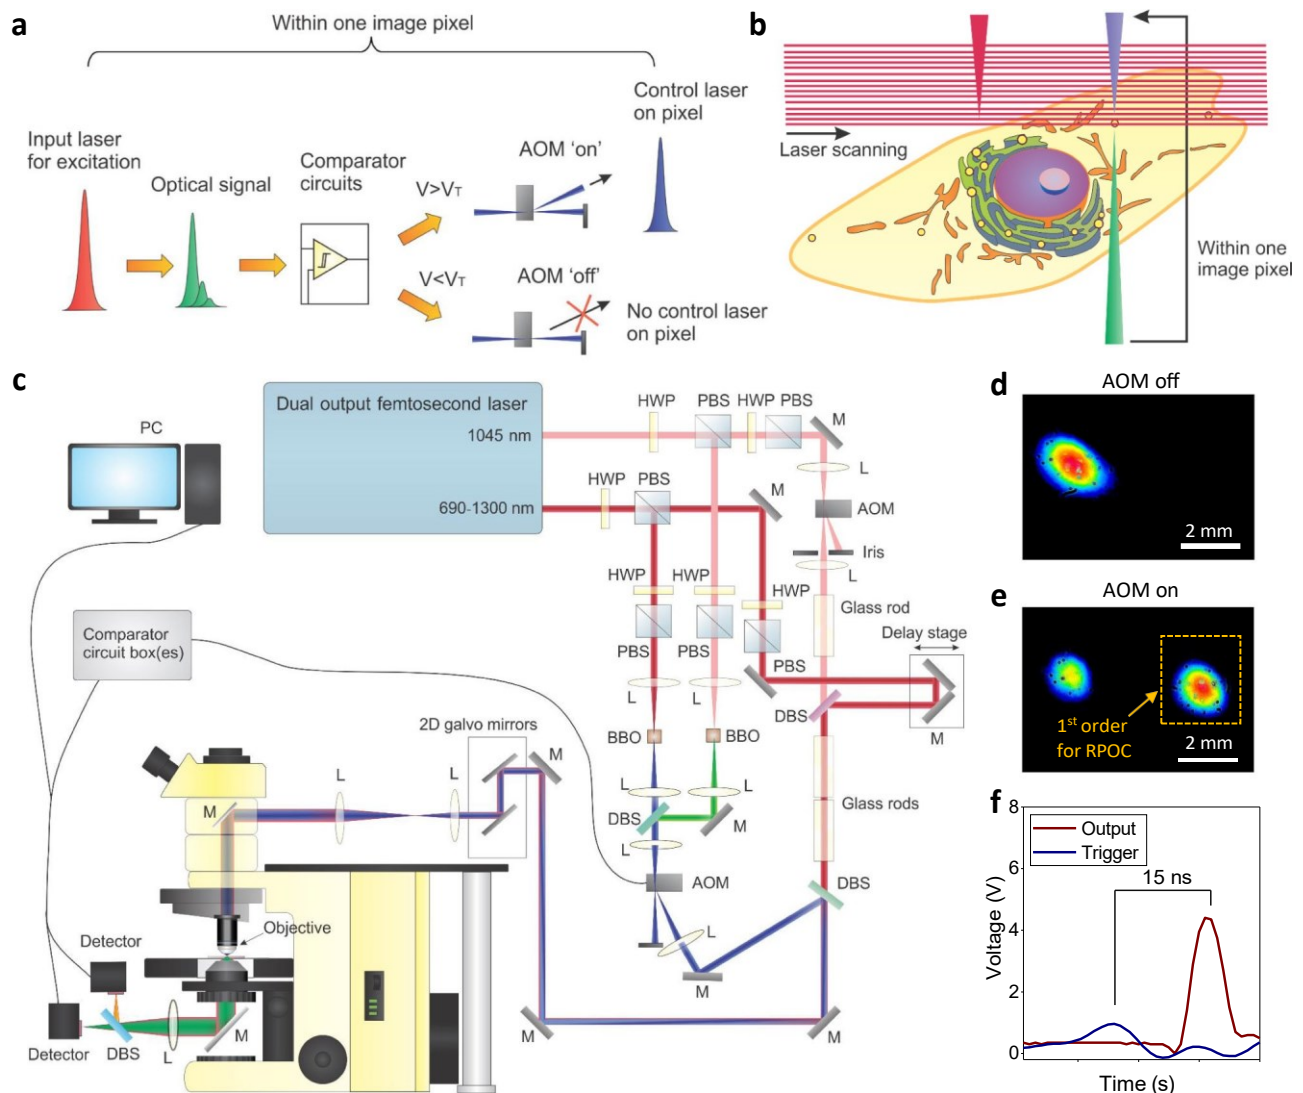 a
Within one image pixel
Input laser
for excitation
Optical signal
Comparator
circuits
V>VT
V<VT
AOM 'on'
AOM 'off'
Control laser
on pixel
No control laser
on pixel
b
Laser scanning
Within one
image pixel
c
PC
Dual output femtosecond laser
1045 nm
690-1300 nm
HWP
PBS
HWP
PBS
M
L
AOM
Iris
L
HWP
PBS
M
HWP
HWP
HWP
Glass rod
PBS
PBS
PBS
Delay stage
M
L
L
DBS
BBO
BBO
L
L
DBS
M
L
Glass rods
AOM
DBS
L
M
M
M
Comparator
circuit box(es)
2D galvo mirrors
M
L
L
M
Objective
Detector
Detector
DBS
L
M
d
AOM off
2 mm
e
AOM on
1st order
for RPOC
2 mm
f
Output
Trigger
15 ns
8
6
4
2
0
Voltage (V)
Time (s)